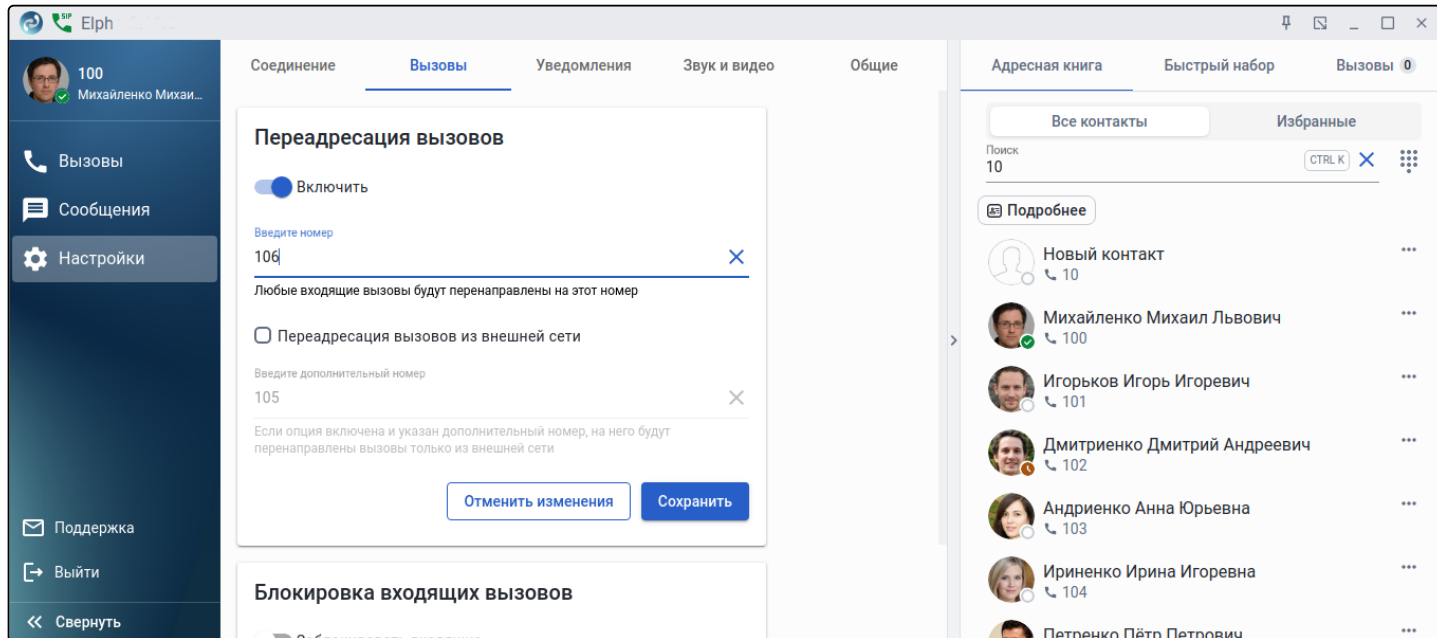 SIP Elph
100
Михайленко Михаи...
Вызовы
Сообщения
Настройки
Поддержка
Выйти
Свернуть
Соединение Вызовы Уведомления Звук и видео Общие
Переадресация вызовов
Включить
Введите номер
106
Любые входящие вызовы будут перенаправлены на этот номер
Переадресация вызовов из внешней сети
Введите дополнительный номер
105
Если опция включена и указан дополнительный номер, на него будут
перенаправлены вызовы только из внешней сети
Отменить изменения Сохранить
Блокировка входящих вызовов
Адресная книга Быстрый набор Вызовы 0
Все контакты Избранные
Поиск
10 CTRL K
Подробнее
Новый контакт
10
Михайленко Михаил Львович
100
Игорьков Игорь Игоревич
101
Дмитриенко Дмитрий Андреевич
102
Андриенко Анна Юрьевна
103
Ириненко Ирина Игоревна
104
Петренко Пётр Петрович